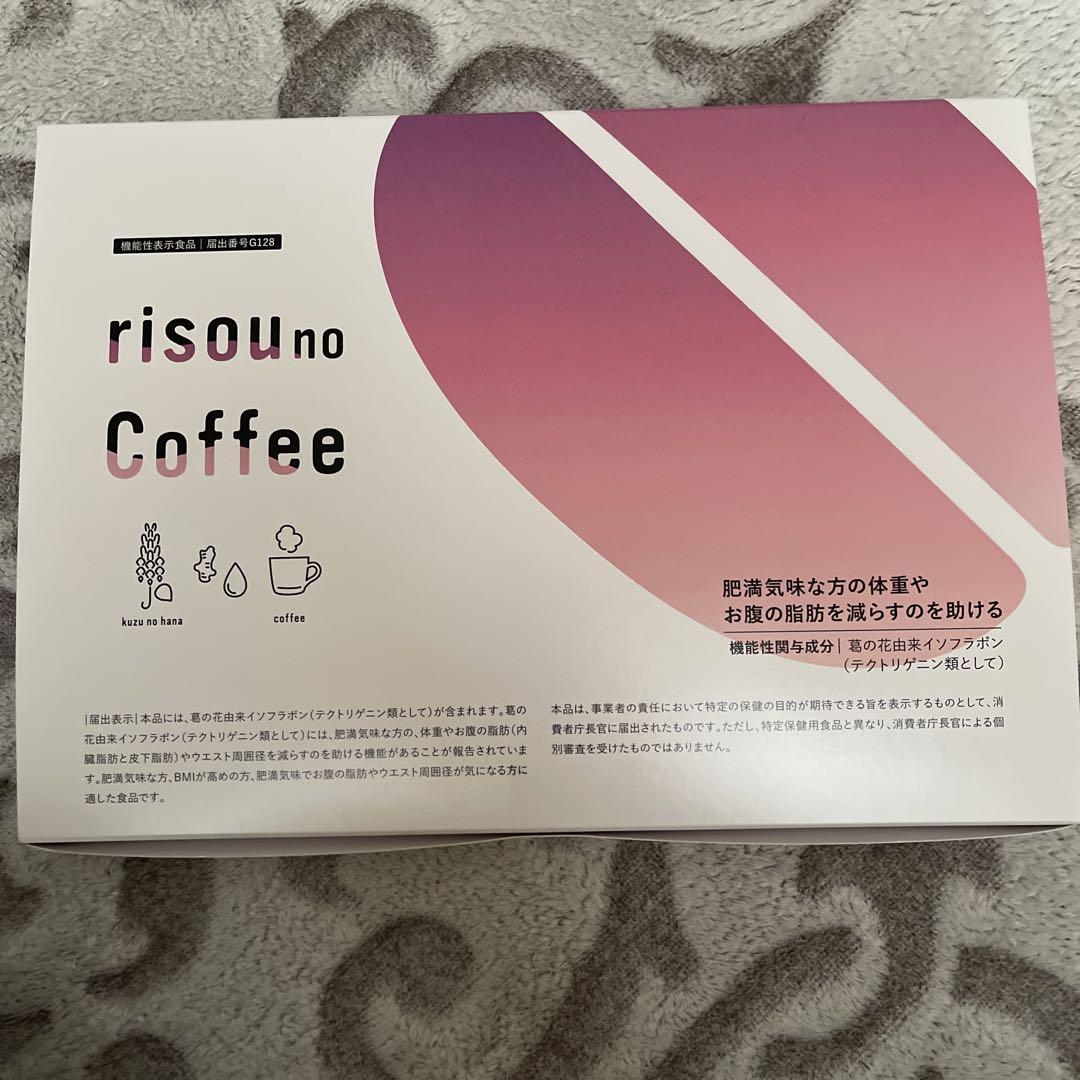 機能性表示食品|届出番号G128
risou no
Coffee
kuzu no hana
coffee
肥満気味な方の体重や
お腹の脂肪を減らすのを助ける
機能性関与成分| 葛の花由来イソフラボン
(テクトリゲニン類として)
|届出表示|本品には、葛の花由来イソフラボン(テクトリゲニン類として)が含まれます。葛の
花由来イソフラボン(テクトリゲニン類として)には、肥満気味な方の、体重やお腹の脂肪(内
臓脂肪と皮下脂肪)やウエスト周囲径を減らすのを助ける機能があることが報告されていま
す。肥満気味な方、BMIが高めの方、肥満気味でお腹の脂肪やウエスト周囲径が気になる方に
適した食品です。
本品は、事業者の責任において特定の保健の目的が期待できる旨を表示するものとして、消
費者庁長官に届出されたものです。ただし、特定保健用食品と異なり、消費者庁長官による個
別審査を受けたものではありません。